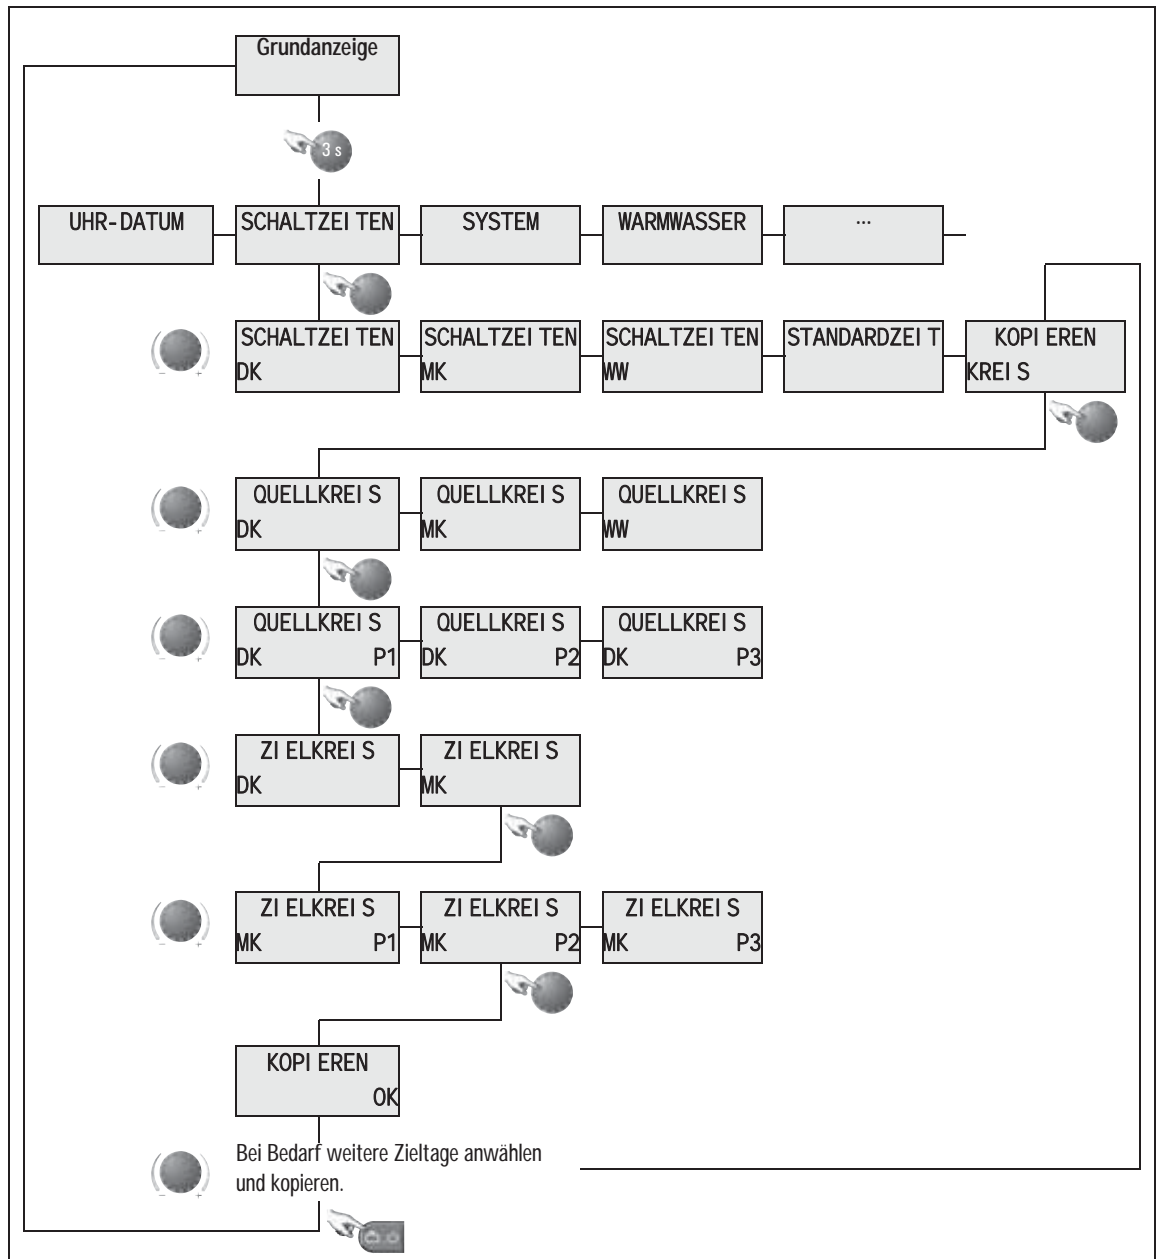 Grundanzeige
3 s
UHR-DATUM
SCHALTZEITEN
SYSTEM
WARMWASSER
...
SCHALTZEITEN
DK
SCHALTZEITEN
MK
SCHALTZEITEN
WW
STANDARDZEIT
KOPIEREN
KREIS
- +
QUELLKREIS
DK
QUELLKREIS
MK
QUELLKREIS
WW
- +
QUELLKREIS
DK P1
QUELLKREIS
DK P2
QUELLKREIS
DK P3
- +
ZIELKREIS
DK
ZIELKREIS
MK
- +
ZIELKREIS
MK P1
ZIELKREIS
MK P2
ZIELKREIS
MK P3
- +
KOPIEREN
OK
Bei Bedarf weitere Zieltage anwählen
und kopieren.
- +